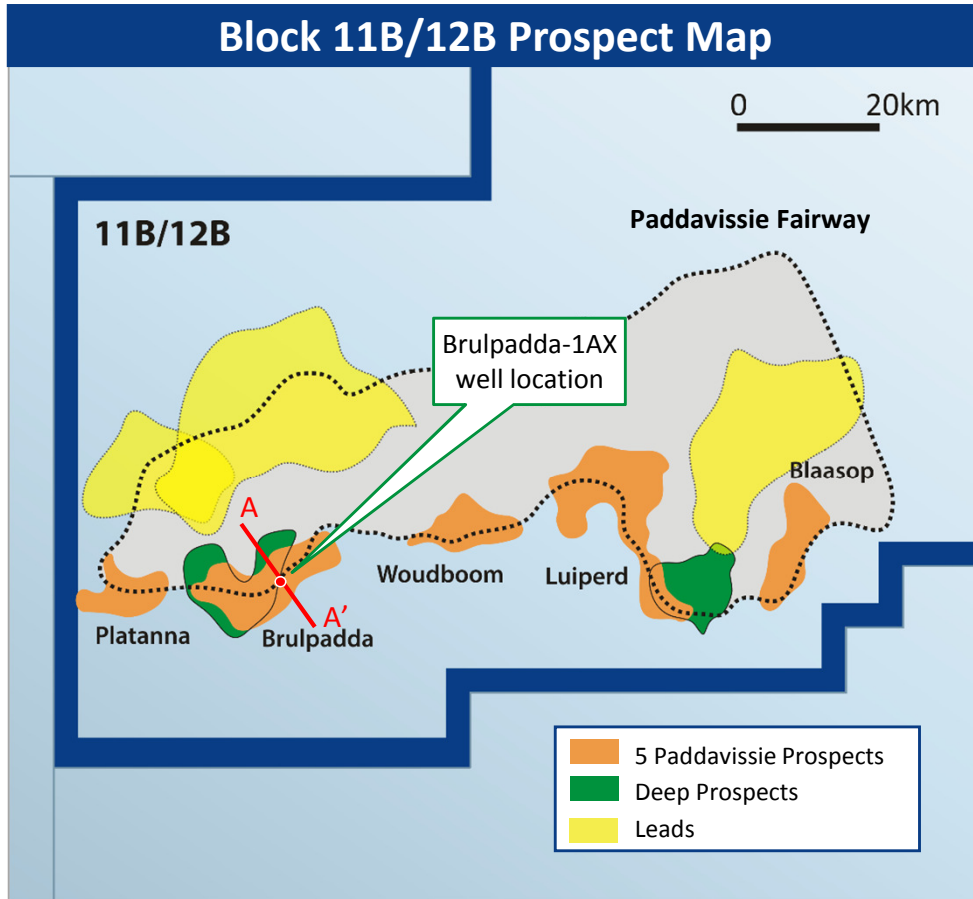 Block 11B/12B Prospect Map
0 20km
11B/12B
Paddavissie Fairway
Brulpadda-1AX
well location
Blaasop
A
Woudboom
Luiperd
A’
Platanna
Brulpadda
5 Paddavissie Prospects
Deep Prospects
Leads